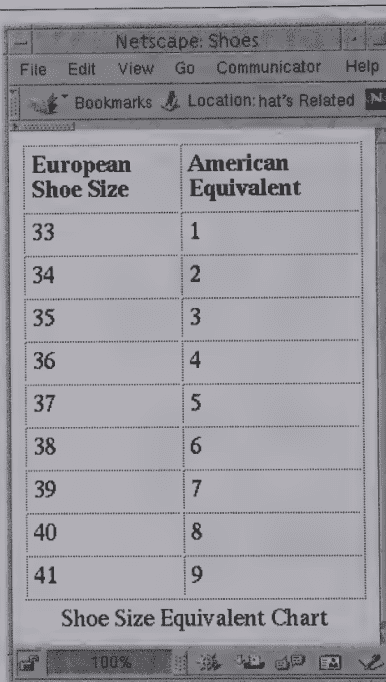 Netscape: Shoes
File Edit View Go Communicator Help
Bookmarks Location: hat's Related N
European Shoe Size American Equivalent
33 1
34 2
35 3
36 4
37 5
38 6
39 7
40 8
41 9
Shoe Size Equivalent Chart
100%